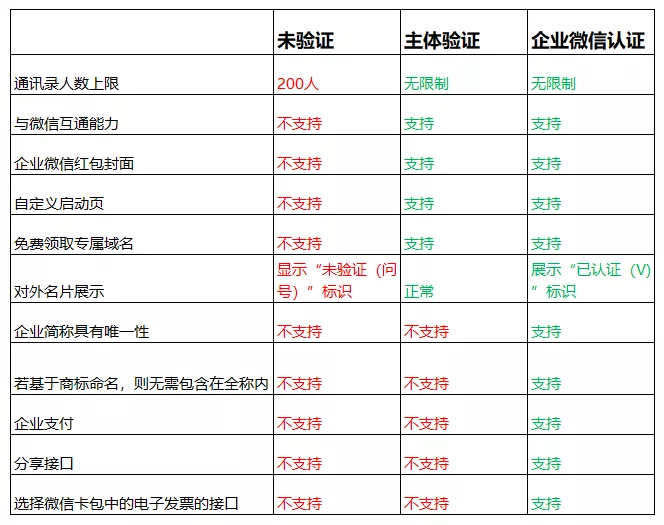 未验证 主体验证 企业微信认证
通讯录人数上限 200人 无限制 无限制
与微信互通能力 不支持 支持 支持
企业微信红包封面 不支持 支持 支持
自定义启动页 不支持 支持 支持
免费领取专属域名 不支持 支持 支持
对外名片展示 显示“未验证（问 正常 展示“已认证（V)
号）”标识 ”标识
企业简称具有唯一性 不支持 不支持 支持
若基于商标命名，则无需包含在全称内 不支持 不支持 支持
企业支付 不支持 不支持 支持
分享接口 不支持 不支持 支持
选择微信卡包中的电子发票的接口 不支持 不支持 支持